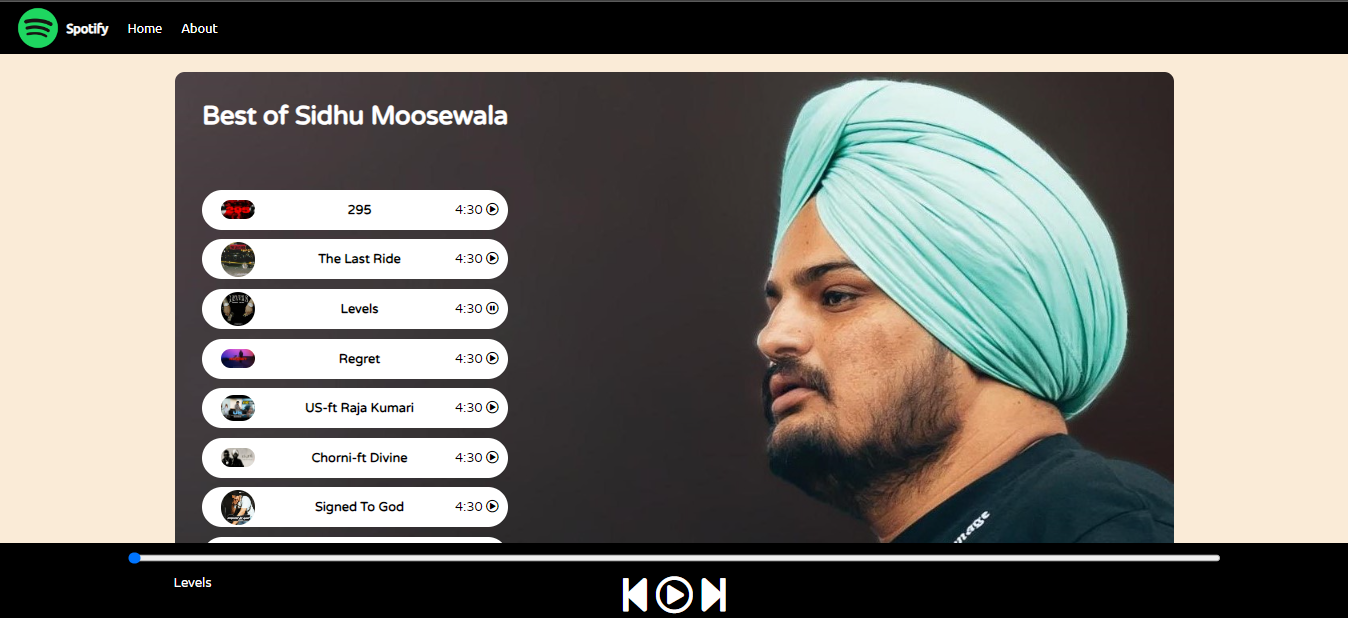 Spotify Home About
Best of Sidhu Moosewala
295 4:30
The Last Ride 4:30
Levels 4:30
Regret 4:30
US-ft Raja Kumari 4:30
Chorni-ft Divine 4:30
Signed To God 4:30
Levels